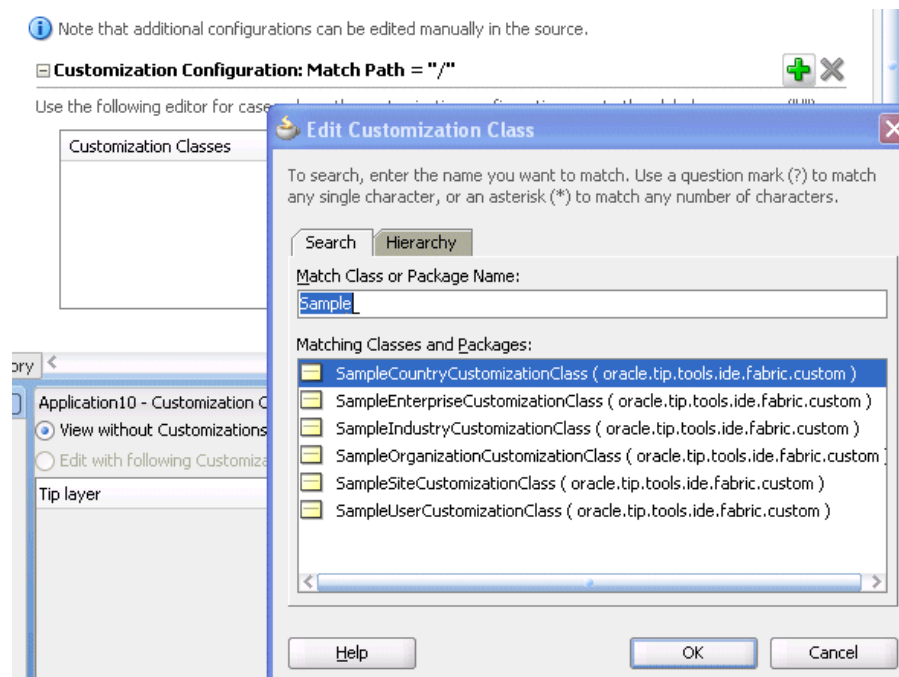 Note that additional configurations can be edited manually in the source.
Customization Configuration: Match Path = "/"
Use the following editor for case
Customization Classes
Edit Customization Class
To search, enter the name you want to match. Use a question mark (?) to match
any single character, or an asterisk (*) to match any number of characters.
Search Hierarchy
Match Class or Package Name:
Sample
Matching Classes and Packages:
SampleCountryCustomizationClass ( oracle.tip.tools.ide.fabric.custom )
SampleEnterpriseCustomizationClass ( oracle.tip.tools.ide.fabric.custom )
SampleIndustryCustomizationClass ( oracle.tip.tools.ide.fabric.custom )
SampleOrganizationCustomizationClass ( oracle.tip.tools.ide.fabric.custom )
SampleSiteCustomizationClass ( oracle.tip.tools.ide.fabric.custom )
SampleUserCustomizationClass ( oracle.tip.tools.ide.fabric.custom )
Help OK Cancel
ory
Application10 - Customization C
View without Customizations
Edit with following Customiza
Tip layer